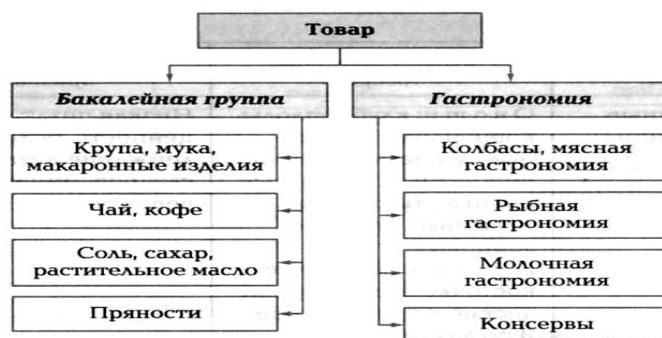 Товар
Бакалейная группа
Крупа, мука,
макаронные изделия
Чай, кофе
Соль, сахар,
растительное масло
Пряности
Гастрономия
Колбасы, мясная
гастрономия
Рыбная
гастрономия
Молочная
гастрономия
Консервы